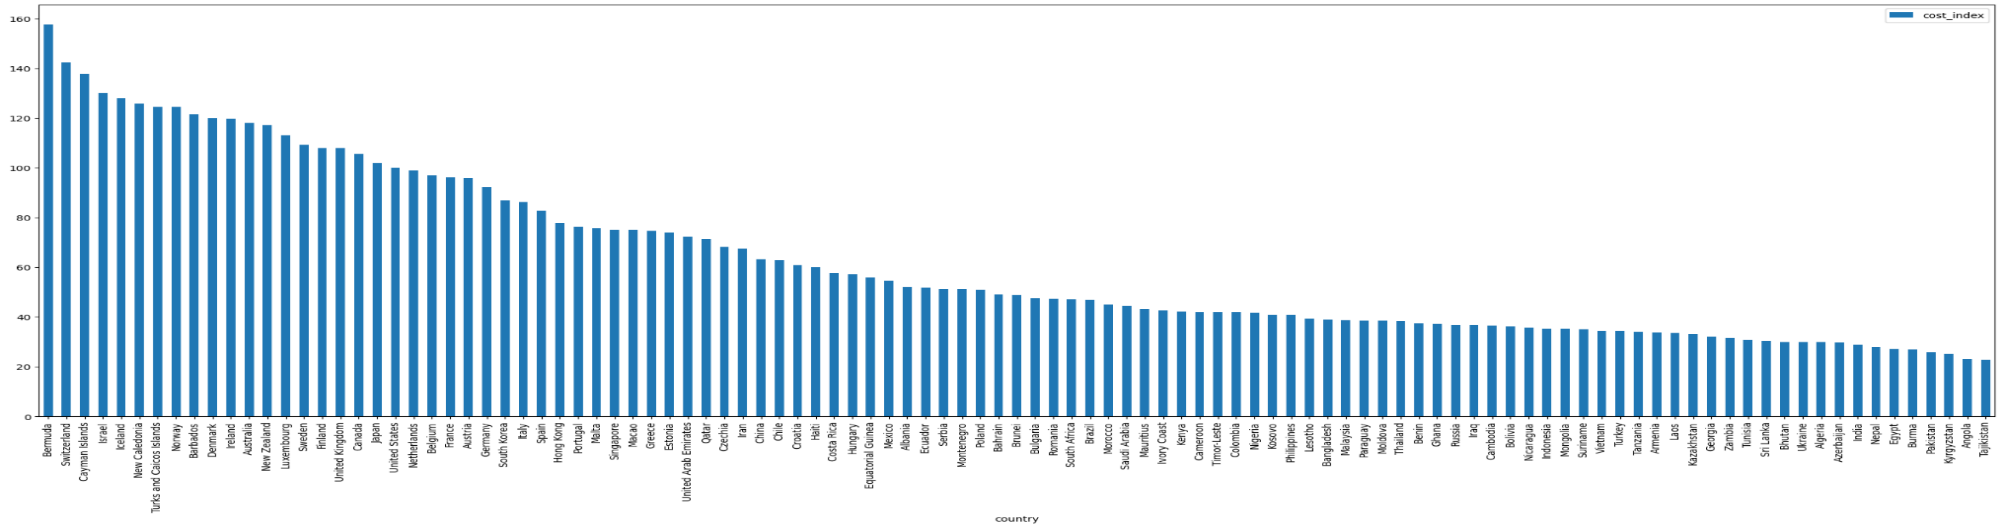 cost_index
160
140
120
100
80
60
40
20
0
Bermuda
Switzerland
Cayman Islands
Israel
Iceland
New Caledonia
Turks and Caicos Islands
Norway
Barbados
Denmark
Ireland
Australia
New Zealand
Luxembourg
Sweden
Finland
United Kingdom
Canada
Japan
United States
Netherlands
Belgium
France
Austria
Germany
South Korea
Italy
Spain
Hong Kong
Portugal
Malta
Singapore
Macao
Greece
Estonia
United Arab Emirates
Qatar
Czechia
Iran
China
Chile
Croatia
Haiti
Costa Rica
Hungary
Equatorial Guinea
Mexico
Albania
Ecuador
Serbia
Montenegro
Poland
Bahrain
Brunei
Bulgaria
Romania
South Africa
Brazil
Morocco
Saudi Arabia
Mauritius
Ivory Coast
Kenya
Cameroon
Timor-Leste
Colombia
Nigeria
Kosovo
Philippines
Lesotho
Bangladesh
Malaysia
Paraguay
Moldova
Thailand
Benin
Ghana
Russia
Iraq
Cambodia
Bolivia
Nicaragua
Indonesia
Mongolia
Suriname
Vietnam
Turkey
Tanzania
Armenia
Laos
Kazakhstan
Georgia
Zambia
Tunisia
Sri Lanka
Bhutan
Ukraine
Algeria
Azerbaijan
India
Nepal
Egypt
Burma
Pakistan
Kyrgyzstan
Angola
Tajikistan
country